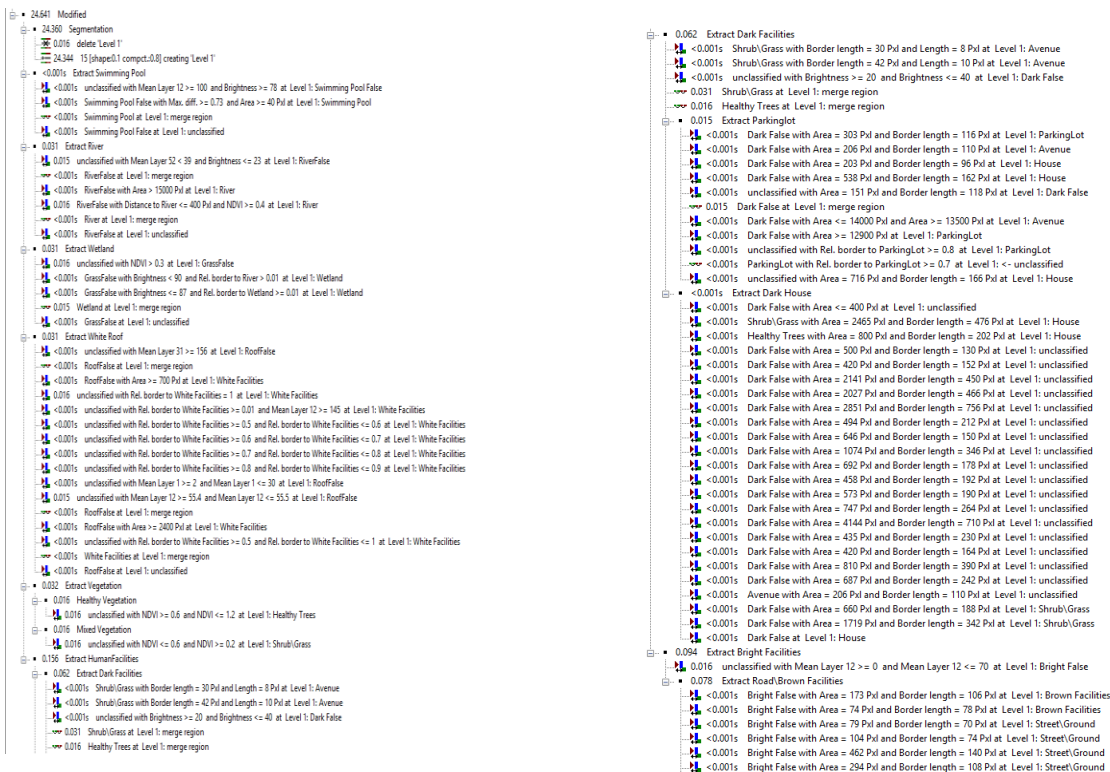 24.641 Modified
24.360 Segmentation
0.016 delete 'Level 1'
24.344 15 [shape:0.1 compct.:0.8] creating 'Level 1'
<0.001s Extract Swimming Pool
<0.001s unclassified with Mean Layer 12 >= 100 and Brightness >= 78 at Level 1: Swimming Pool False
<0.001s Swimming Pool False with Max. diff. >= 0.73 and Area >= 40 Pxl at Level 1: Swimming Pool
<0.001s Swimming Pool at Level 1: merge region
<0.001s Swimming Pool False at Level 1: unclassified
0.031 Extract River
0.015 unclassified with Mean Layer 52 < 39 and Brightness <= 23 at Level 1: RiverFalse
<0.001s RiverFalse at Level 1: merge region
<0.001s RiverFalse with Area > 15000 Pxl at Level 1: River
0.016 RiverFalse with Distance to River <= 400 Pxl and NDVI >= 0.4 at Level 1: River
<0.001s River at Level 1: merge region
<0.001s RiverFalse at Level 1: unclassified
0.031 Extract Wetland
0.016 unclassified with NDVI > 0.3 at Level 1: GrassFalse
<0.001s GrassFalse with Brightness < 90 and Rel. border to River > 0.01 at Level 1: Wetland
<0.001s GrassFalse with Brightness <= 87 and Rel. border to Wetland >= 0.01 at Level 1: Wetland
0.015 Wetland at Level 1: merge region
<0.001s GrassFalse at Level 1: unclassified
0.031 Extract White Roof
<0.001s unclassified with Mean Layer 31 >= 156 at Level 1: RoofFalse
<0.001s RoofFalse at Level 1: merge region
<0.001s RoofFalse with Area >= 700 Pxl at Level 1: White Facilities
0.016 unclassified with Rel. border to White Facilities = 1 at Level 1: White Facilities
<0.001s unclassified with Rel. border to White Facilities >= 0.01 and Mean Layer 12 >= 145 at Level 1: White Facilities
<0.001s unclassified with Rel. border to White Facilities >= 0.5 and Rel. border to White Facilities <= 0.6 at Level 1: White Facilities
<0.001s unclassified with Rel. border to White Facilities >= 0.6 and Rel. border to White Facilities <= 0.7 at Level 1: White Facilities
<0.001s unclassified with Rel. border to White Facilities >= 0.7 and Rel. border to White Facilities <= 0.8 at Level 1: White Facilities
<0.001s unclassified with Rel. border to White Facilities >= 0.8 and Rel. border to White Facilities <= 0.9 at Level 1: White Facilities
<0.001s unclassified with Mean Layer 1 >= 2 and Mean Layer 1 <= 30 at Level 1: RoofFalse
0.015 unclassified with Mean Layer 12 >= 55.4 and Mean Layer 12 <= 55.5 at Level 1: RoofFalse
<0.001s RoofFalse at Level 1: merge region
<0.001s RoofFalse with Area >= 2400 Pxl at Level 1: White Facilities
<0.001s unclassified with Rel. border to White Facilities >= 0.5 and Rel. border to White Facilities <= 1 at Level 1: White Facilities
<0.001s White Facilities at Level 1: merge region
<0.001s RoofFalse at Level 1: unclassified
0.032 Extract Vegetation
0.016 Healthy Vegetation
0.016 unclassified with NDVI >= 0.6 and NDVI <= 1.2 at Level 1: Healthy Trees
0.016 Mixed Vegetation
0.016 unclassified with NDVI <= 0.6 and NDVI >= 0.2 at Level 1: Shrub\Grass
0.156 Extract HumanFacilities
0.062 Extract Dark Facilities
<0.001s Shrub\Grass with Border length = 30 Pxl and Length = 8 Pxl at Level 1: Avenue
<0.001s Shrub\Grass with Border length = 42 Pxl and Length = 10 Pxl at Level 1: Avenue
<0.001s unclassified with Brightness >= 20 and Brightness <= 40 at Level 1: Dark False
0.031 Shrub\Grass at Level 1: merge region
0.016 Healthy Trees at Level 1: merge region
0.062 Extract Dark Facilities
<0.001s Shrub\Grass with Border length = 30 Pxl and Length = 8 Pxl at Level 1: Avenue
<0.001s Shrub\Grass with Border length = 42 Pxl and Length = 10 Pxl at Level 1: Avenue
<0.001s unclassified with Brightness >= 20 and Brightness <= 40 at Level 1: Dark False
0.031 Shrub\Grass at Level 1: merge region
0.016 Healthy Trees at Level 1: merge region
0.015 Extract Parkinglot
<0.001s Dark False with Area = 303 Pxl and Border length = 116 Pxl at Level 1: ParkingLot
<0.001s Dark False with Area = 206 Pxl and Border length = 110 Pxl at Level 1: Avenue
<0.001s Dark False with Area = 203 Pxl and Border length = 96 Pxl at Level 1: House
<0.001s Dark False with Area = 538 Pxl and Border length = 162 Pxl at Level 1: House
<0.001s unclassified with Area = 151 Pxl and Border length = 118 Pxl at Level 1: Dark False
0.015 Dark False at Level 1: merge region
<0.001s Dark False with Area <= 14000 Pxl and Area >= 13500 Pxl at Level 1: Avenue
<0.001s Dark False with Area >= 12900 Pxl at Level 1: ParkingLot
<0.001s unclassified with Rel. border to ParkingLot >= 0.8 at Level 1: ParkingLot
<0.001s ParkingLot with Rel. border to ParkingLot >= 0.7 at Level 1: <- unclassified
<0.001s unclassified with Area = 716 Pxl and Border length = 166 Pxl at Level 1: House
<0.001s Extract Dark House
<0.001s Dark False with Area <= 400 Pxl at Level 1: unclassified
<0.001s Shrub\Grass with Area = 2465 Pxl and Border length = 476 Pxl at Level 1: House
<0.001s Healthy Trees with Area = 800 Pxl and Border length = 202 Pxl at Level 1: House
<0.001s Dark False with Area = 500 Pxl and Border length = 130 Pxl at Level 1: unclassified
<0.001s Dark False with Area = 420 Pxl and Border length = 152 Pxl at Level 1: unclassified
<0.001s Dark False with Area = 2141 Pxl and Border length = 450 Pxl at Level 1: unclassified
<0.001s Dark False with Area = 2027 Pxl and Border length = 466 Pxl at Level 1: unclassified
<0.001s Dark False with Area = 2851 Pxl and Border length = 756 Pxl at Level 1: unclassified
<0.001s Dark False with Area = 494 Pxl and Border length = 212 Pxl at Level 1: unclassified
<0.001s Dark False with Area = 646 Pxl and Border length = 150 Pxl at Level 1: unclassified
<0.001s Dark False with Area = 1074 Pxl and Border length = 346 Pxl at Level 1: unclassified
<0.001s Dark False with Area = 692 Pxl and Border length = 178 Pxl at Level 1: unclassified
<0.001s Dark False with Area = 458 Pxl and Border length = 192 Pxl at Level 1: unclassified
<0.001s Dark False with Area = 573 Pxl and Border length = 190 Pxl at Level 1: unclassified
<0.001s Dark False with Area = 747 Pxl and Border length = 264 Pxl at Level 1: unclassified
<0.001s Dark False with Area = 4144 Pxl and Border length = 710 Pxl at Level 1: unclassified
<0.001s Dark False with Area = 435 Pxl and Border length = 230 Pxl at Level 1: unclassified
<0.001s Dark False with Area = 420 Pxl and Border length = 164 Pxl at Level 1: unclassified
<0.001s Dark False with Area = 810 Pxl and Border length = 390 Pxl at Level 1: unclassified
<0.001s Dark False with Area = 687 Pxl and Border length = 242 Pxl at Level 1: unclassified
<0.001s Avenue with Area = 206 Pxl and Border length = 110 Pxl at Level 1: unclassified
<0.001s Dark False with Area = 660 Pxl and Border length = 188 Pxl at Level 1: Shrub\Grass
<0.001s Dark False with Area = 1719 Pxl and Border length = 342 Pxl at Level 1: Shrub\Grass
<0.001s Dark False at Level 1: House
0.094 Extract Bright Facilities
0.016 unclassified with Mean Layer 12 >= 0 and Mean Layer 12 <= 70 at Level 1: Bright False
0.078 Extract Road\Brown Facilities
<0.001s Bright False with Area = 173 Pxl and Border length = 106 Pxl at Level 1: Brown Facilities
<0.001s Bright False with Area = 74 Pxl and Border length = 78 Pxl at Level 1: Brown Facilities
<0.001s Bright False with Area = 79 Pxl and Border length = 70 Pxl at Level 1: Street\Ground
<0.001s Bright False with Area = 104 Pxl and Border length = 74 Pxl at Level 1: Street\Ground
<0.001s Bright False with Area = 462 Pxl and Border length = 140 Pxl at Level 1: Street\Ground
<0.001s Bright False with Area = 294 Pxl and Border length = 108 Pxl at Level 1: Street\Ground